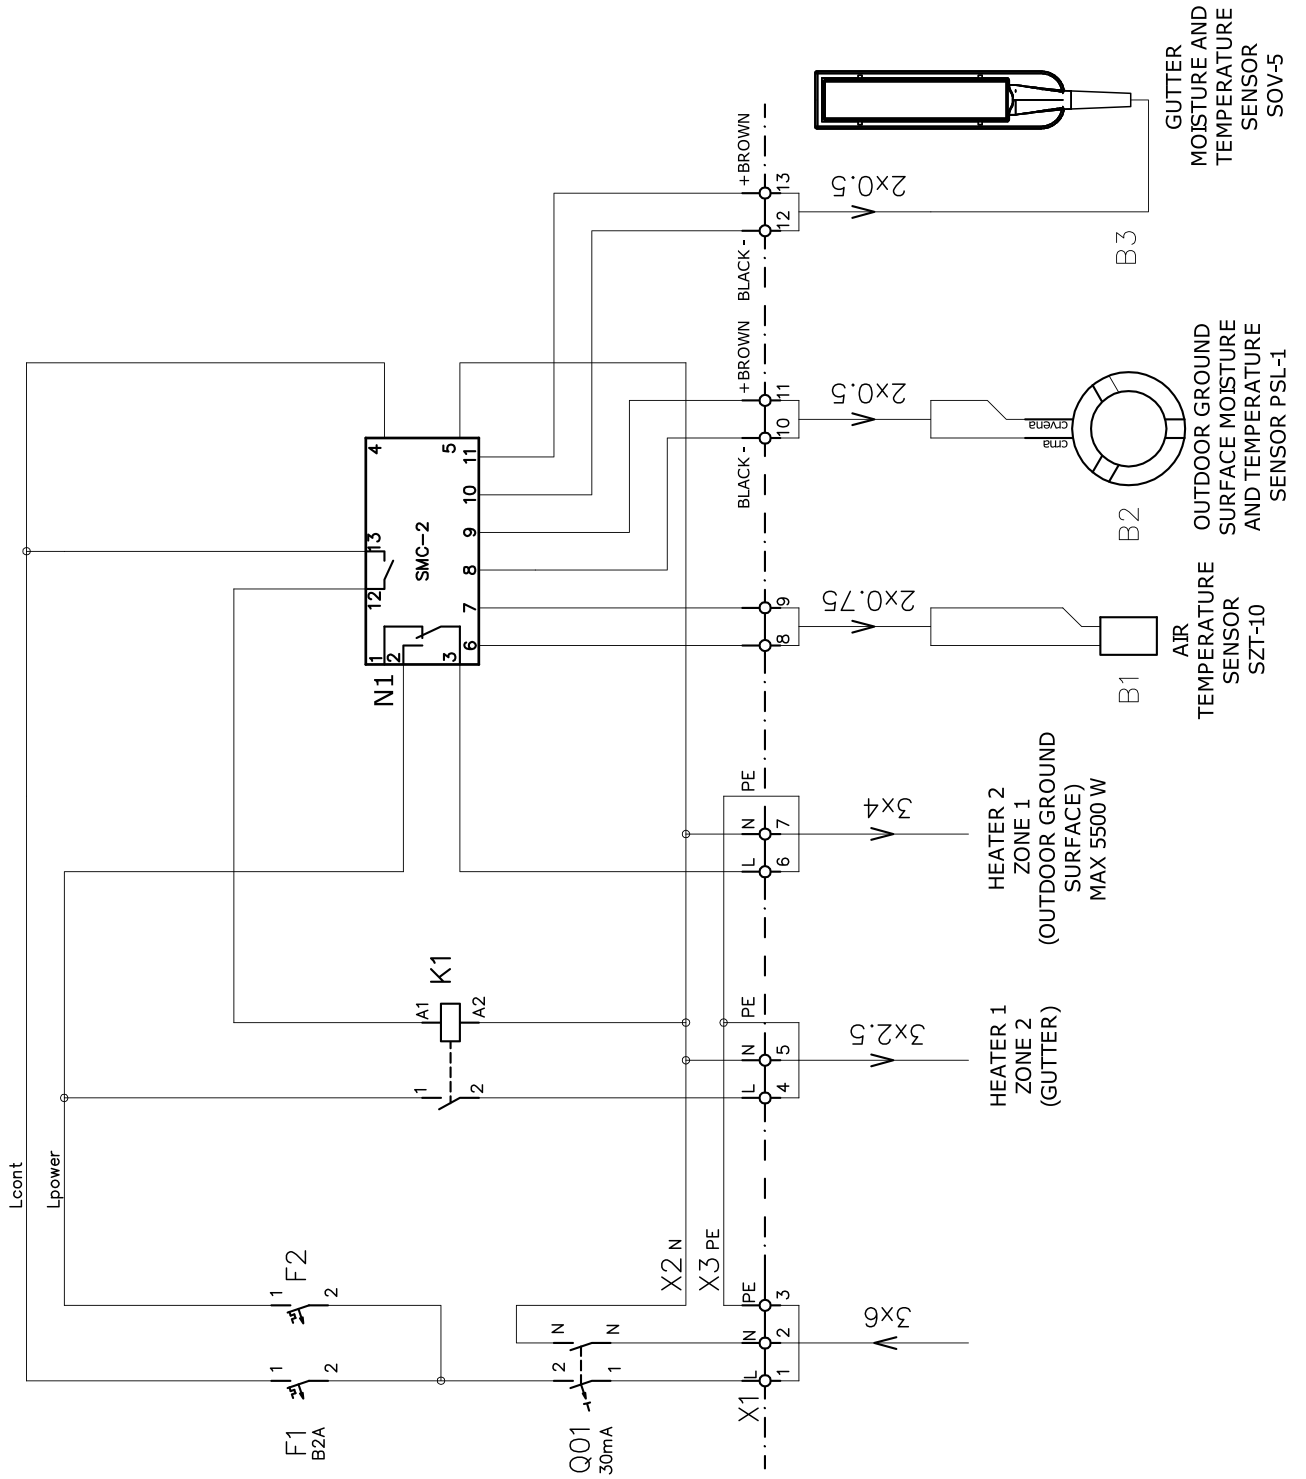 Lcont
Lpower
F1
B2A
1
2
F2
1
2
Q01
30mA
2
1
N
N
X2 N
X3 PE
X1
L
N
PE
1
2
3
3x6
K1
A1
A2
1
2
L
N
PE
4
5
3x2.5
HEATER 1
ZONE 2
(GUTTER)
L
N
PE
6
7
3x4
HEATER 2
ZONE 1
(OUTDOOR GROUND
SURFACE)
MAX 5500 W
N1
SMC-2
1
2
3
12
13
4
5
6
7
8
9
10
11
8
9
2x0.75
B1
AIR
TEMPERATURE
SENSOR
SZT-10
BLACK -
+BROWN
10
11
2x0.5
crna
crvena
B2
OUTDOOR GROUND
SURFACE MOISTURE
AND TEMPERATURE
SENSOR PSL-1
BLACK -
+BROWN
12
13
2x0.5
B3
GUTTER
MOISTURE AND
TEMPERATURE
SENSOR
SOV-5